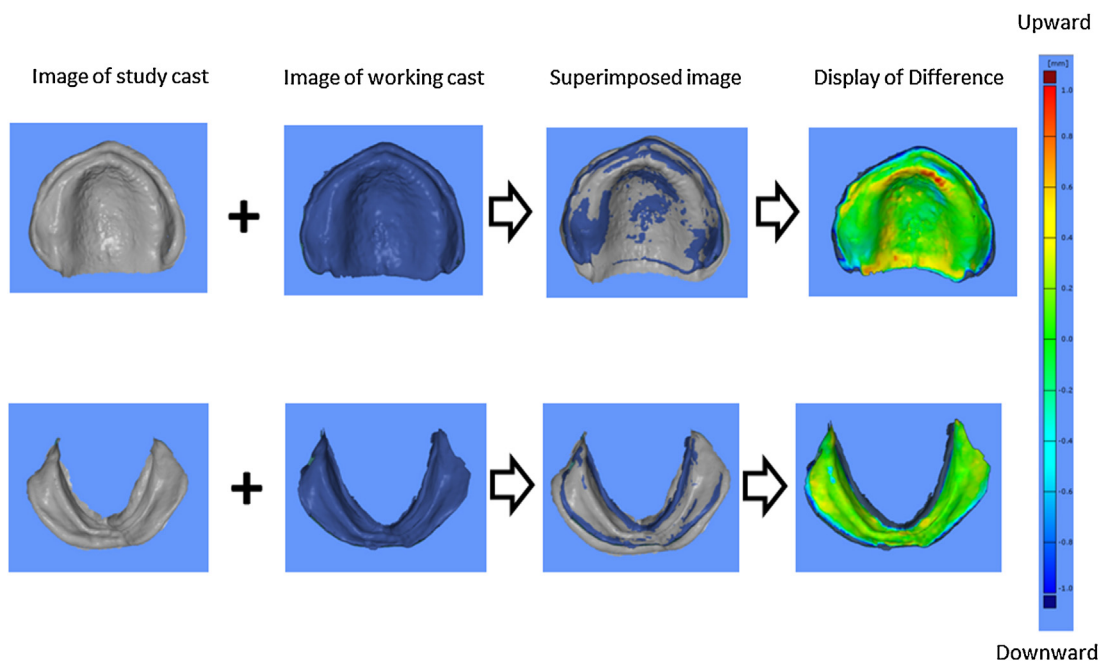 Upward
Image of study cast
Image of working cast
Superimposed image
Display of Difference
[mm]
1.0
0.8
0.6
0.4
0.2
0.0
-0.2
-0.4
-0.6
-0.8
-1.0
Downward